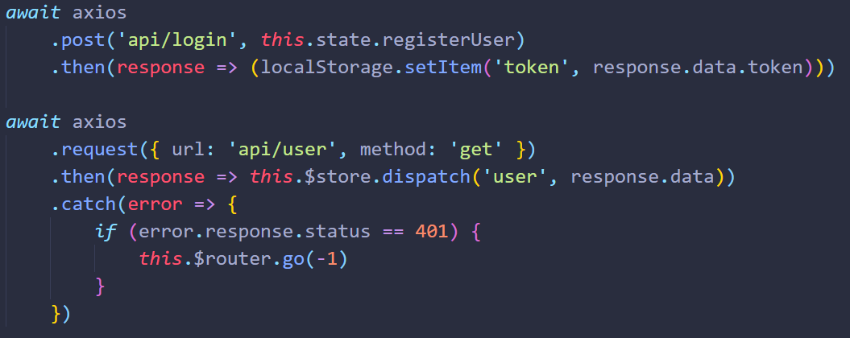 await axios
.post('api/login', this.state.registerUser)
.then(response => (localStorage.setItem('token', response.data.token)))
await axios
.request({ url: 'api/user', method: 'get' })
.then(response => this.$store.dispatch('user', response.data))
.catch(error => {
if (error.response.status == 401) {
this.$router.go(-1)
}
})